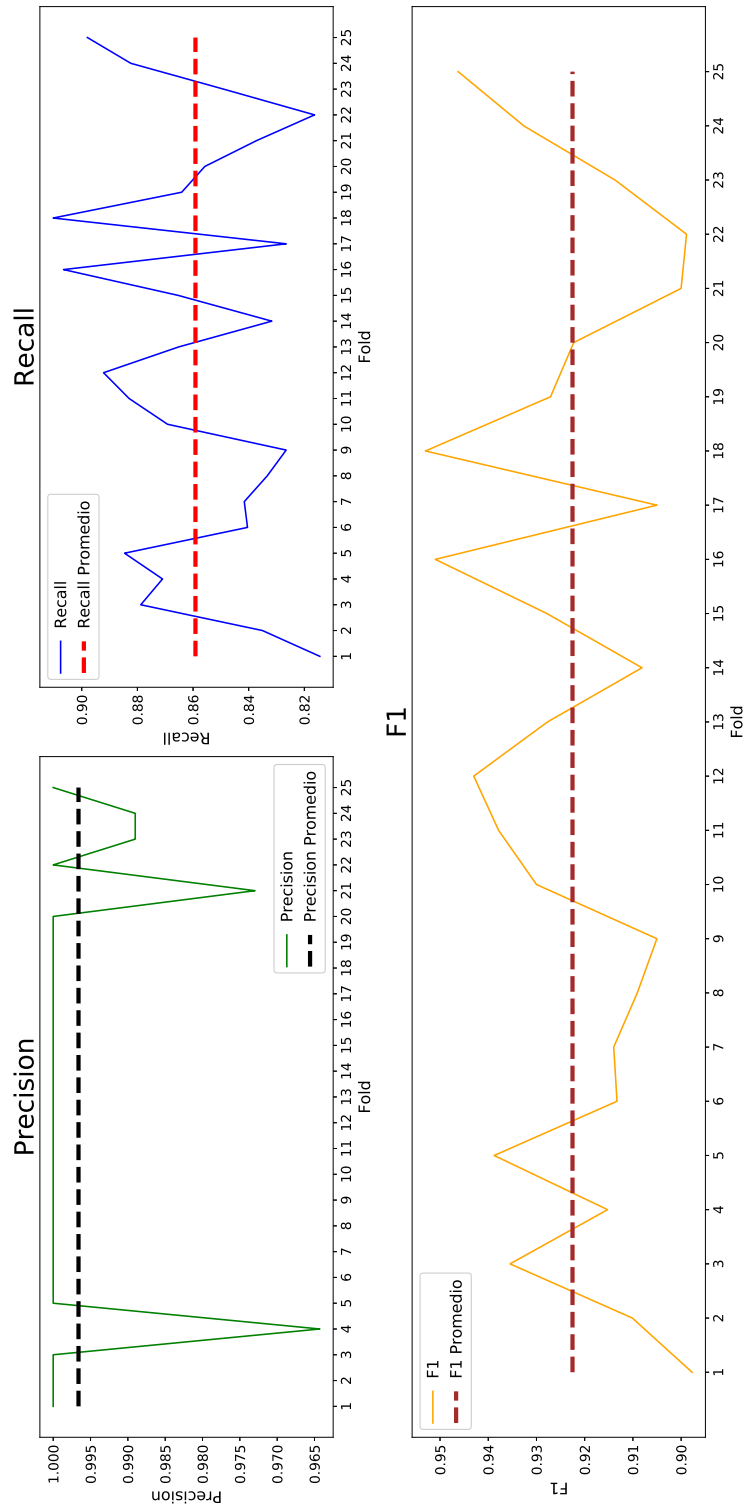 Precision
1.000
0.995
0.990
0.985
0.980
0.975
0.970
0.965
Precision
1 2 3 4 5 6 7 8 9 10 11 12 13 14 15 16 17 18 19 20 21 22 23 24 25
Fold
Precision
Precision Promedio
Recall
0.90
0.88
0.86
0.84
0.82
Recall
1 2 3 4 5 6 7 8 9 10 11 12 13 14 15 16 17 18 19 20 21 22 23 24 25
Fold
Recall
Recall Promedio
F1
0.95
0.94
0.93
0.92
0.91
0.90
F1
1 2 3 4 5 6 7 8 9 10 11 12 13 14 15 16 17 18 19 20 21 22 23 24 25
Fold
F1
F1 Promedio